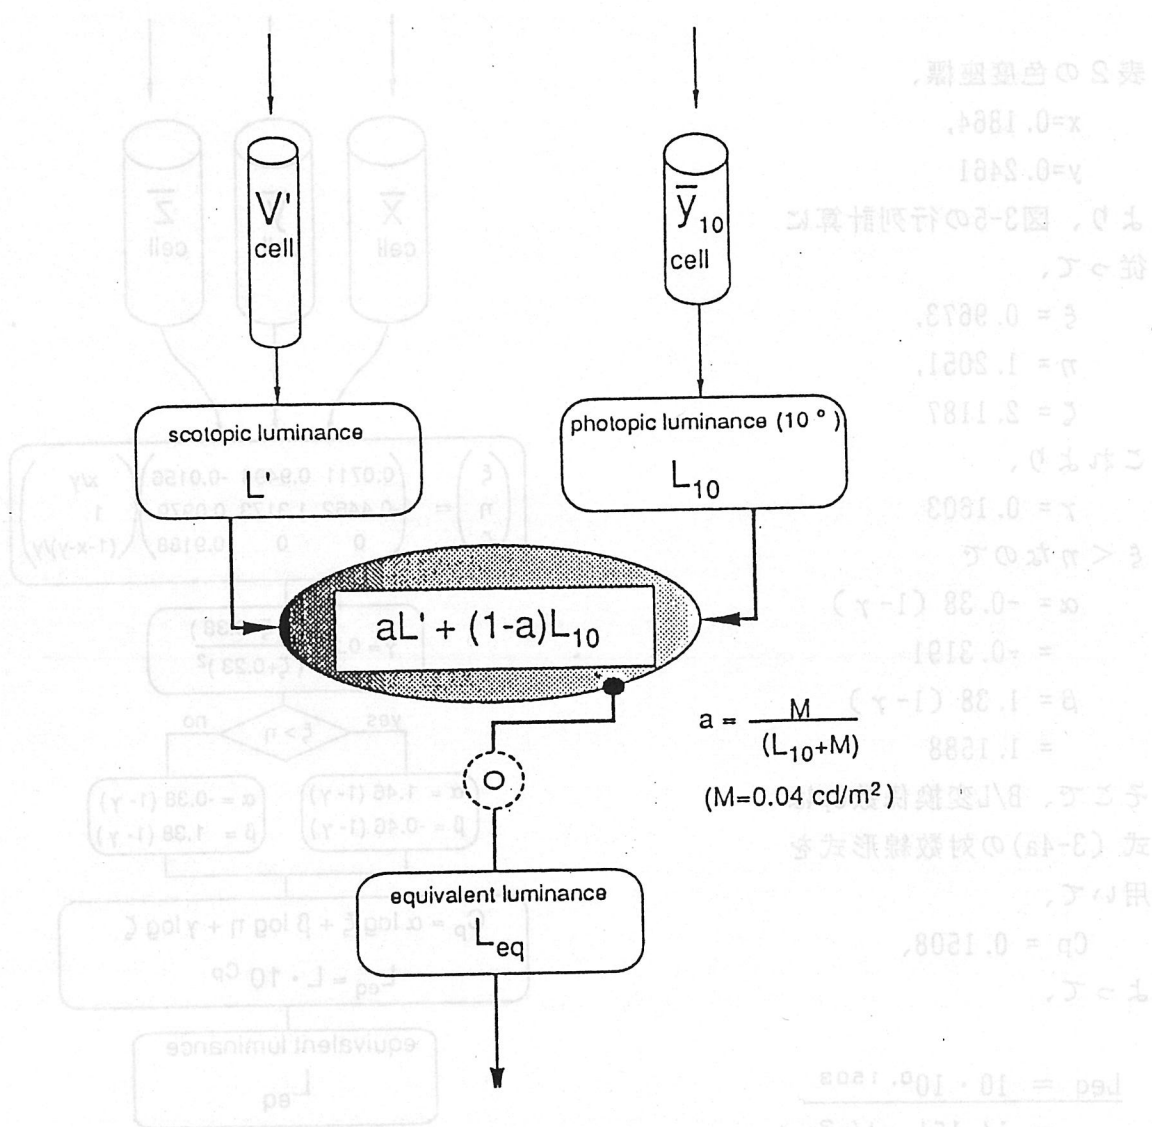 V'
cell
y̅10
cell
scotopic luminance
L'
photopic luminance (10°)
L10
aL' + (1-a)L10
a = M
(L10+M)
(M=0.04 cd/m²)
equivalent luminance
Leq
表2の色度座標、
x=0.1864,
y=0.2461
より、図3-5の行列計算に
従って、
ξ = 0.9673,
η = 1.2051,
ζ = 2.1187
これより、
γ = 0.1603
ξ < ηなので
α = -0.38 (1-γ)
= -0.3191
β = 1.38 (1-γ)
= 1.1588
そこで、B/L変換
式 (3-4a)の対数線形式を
用いて、
Cp = 0.1508,
よって、
Leq = 10・10^0.1508